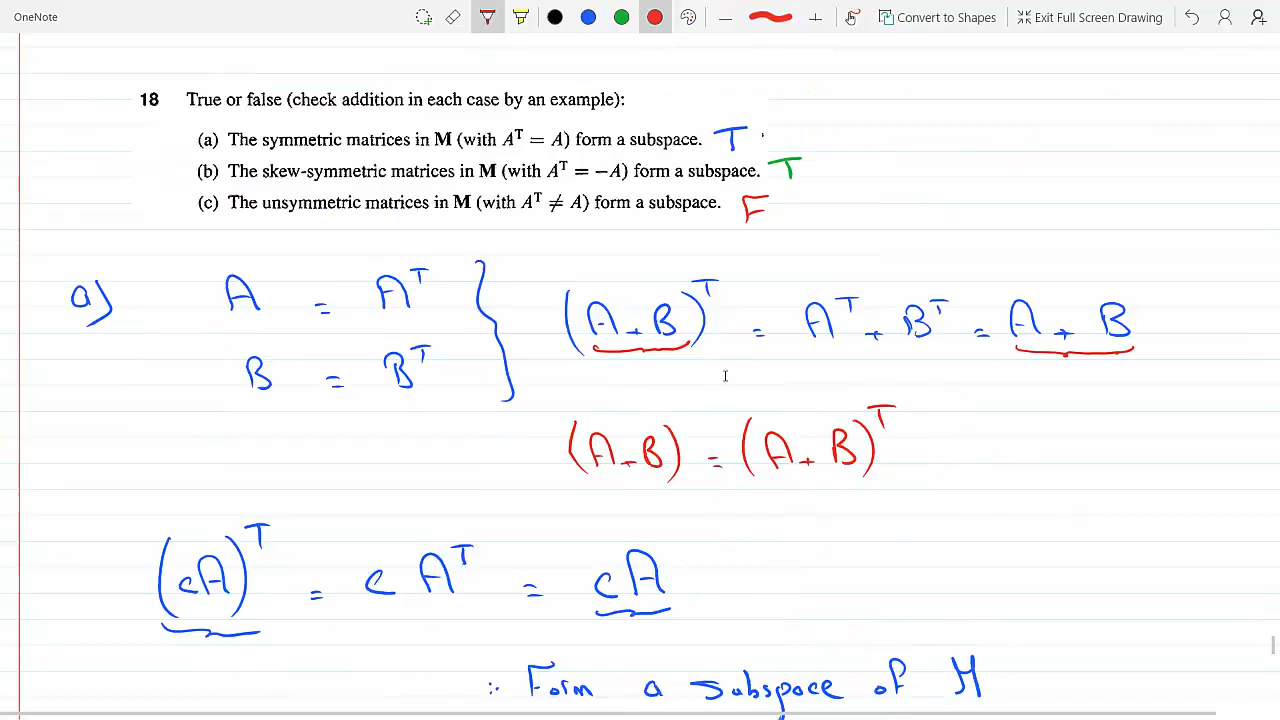 OneNote
Convert to Shapes
Exit Full Screen Drawing
18 True or false (check addition in each case by an example):
(a) The symmetric matrices in M (with Aᵀ = A) form a subspace. T
(b) The skew-symmetric matrices in M (with Aᵀ = −A) form a subspace. T
(c) The unsymmetric matrices in M (with Aᵀ ≠ A) form a subspace. F
a) A = Aᵀ
B = Bᵀ
(A+B)ᵀ = Aᵀ + Bᵀ = A + B
(A+B) = (A+B)ᵀ
(cA)ᵀ = cAᵀ = cA
∴ Form a subspace of M